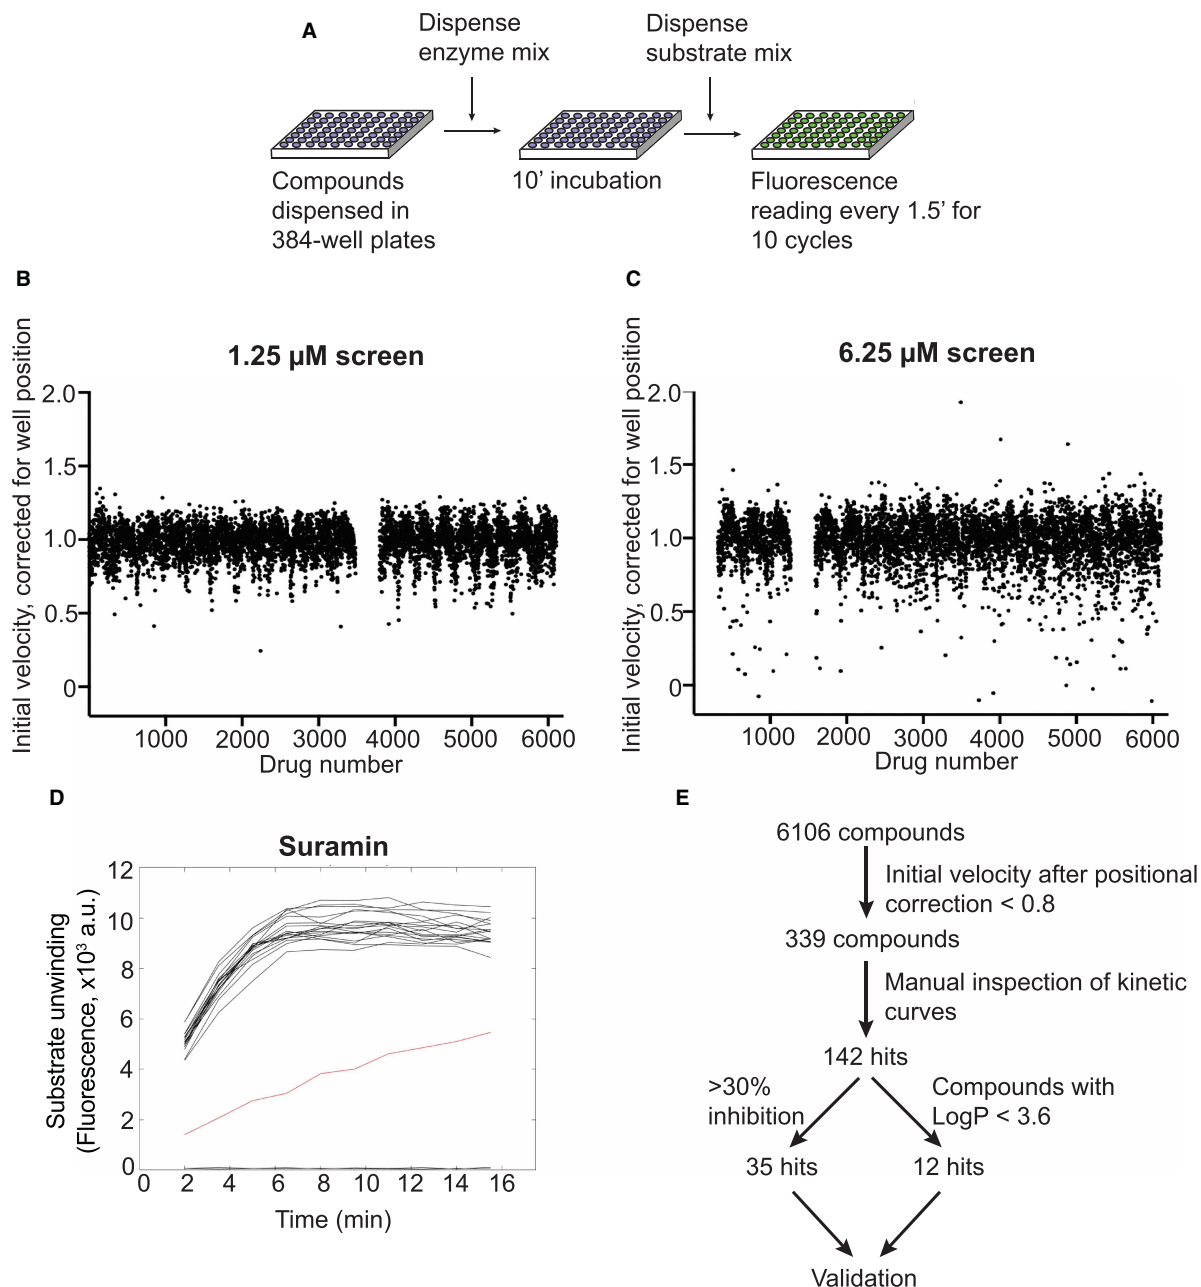 A
Dispense
enzyme mix
Dispense
substrate mix
Compounds
dispensed in
384-well plates
10’ incubation
Fluorescence
reading every 1.5’ for
10 cycles
B
1.25 µM screen
Initial velocity, corrected for well position
2.0
1.5
1.0
0.5
0
1000 2000 3000 4000 5000 6000
Drug number
C
6.25 µM screen
Initial velocity, corrected for well position
2.0
1.5
1.0
0.5
0
1000 2000 3000 4000 5000 6000
Drug number
D
Suramin
Substrate unwinding
(Fluorescence, x10³ a.u.)
12
10
8
6
4
2
0
0 2 4 6 8 10 12 14 16
Time (min)
E
6106 compounds
Initial velocity after positional
correction < 0.8
339 compounds
Manual inspection of kinetic
curves
142 hits
>30%
inhibition
Compounds with
LogP < 3.6
35 hits
12 hits
Validation